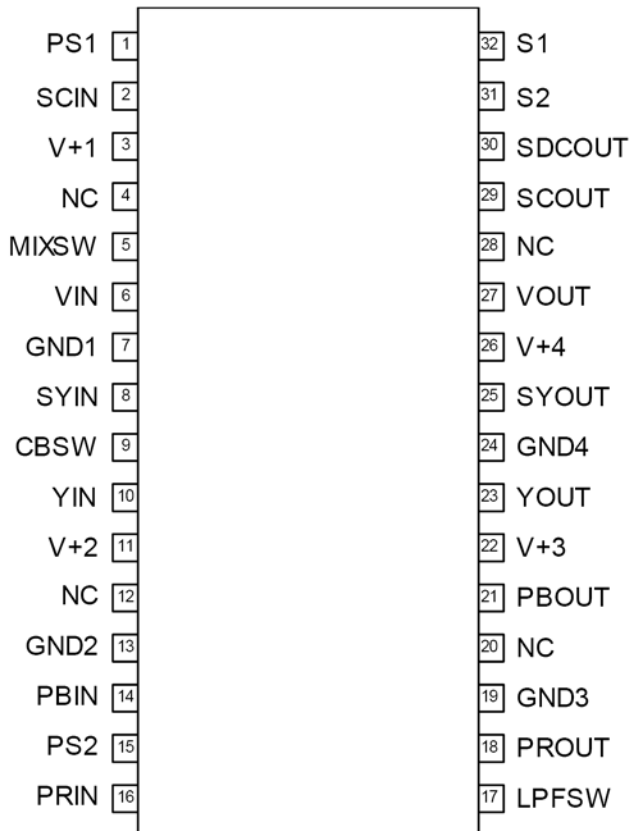 PS1 1 32 S1
SCIN 2 31 S2
V+1 3 30 SDCOUT
NC 4 29 SCOUT
MIXSW 5 28 NC
VIN 6 27 VOUT
GND1 7 26 V+4
SYIN 8 25 SYOUT
CBSW 9 24 GND4
YIN 10 23 YOUT
V+2 11 22 V+3
NC 12 21 PBOUT
GND2 13 20 NC
PBIN 14 19 GND3
PS2 15 18 PROUT
PRIN 16 17 LPFSW